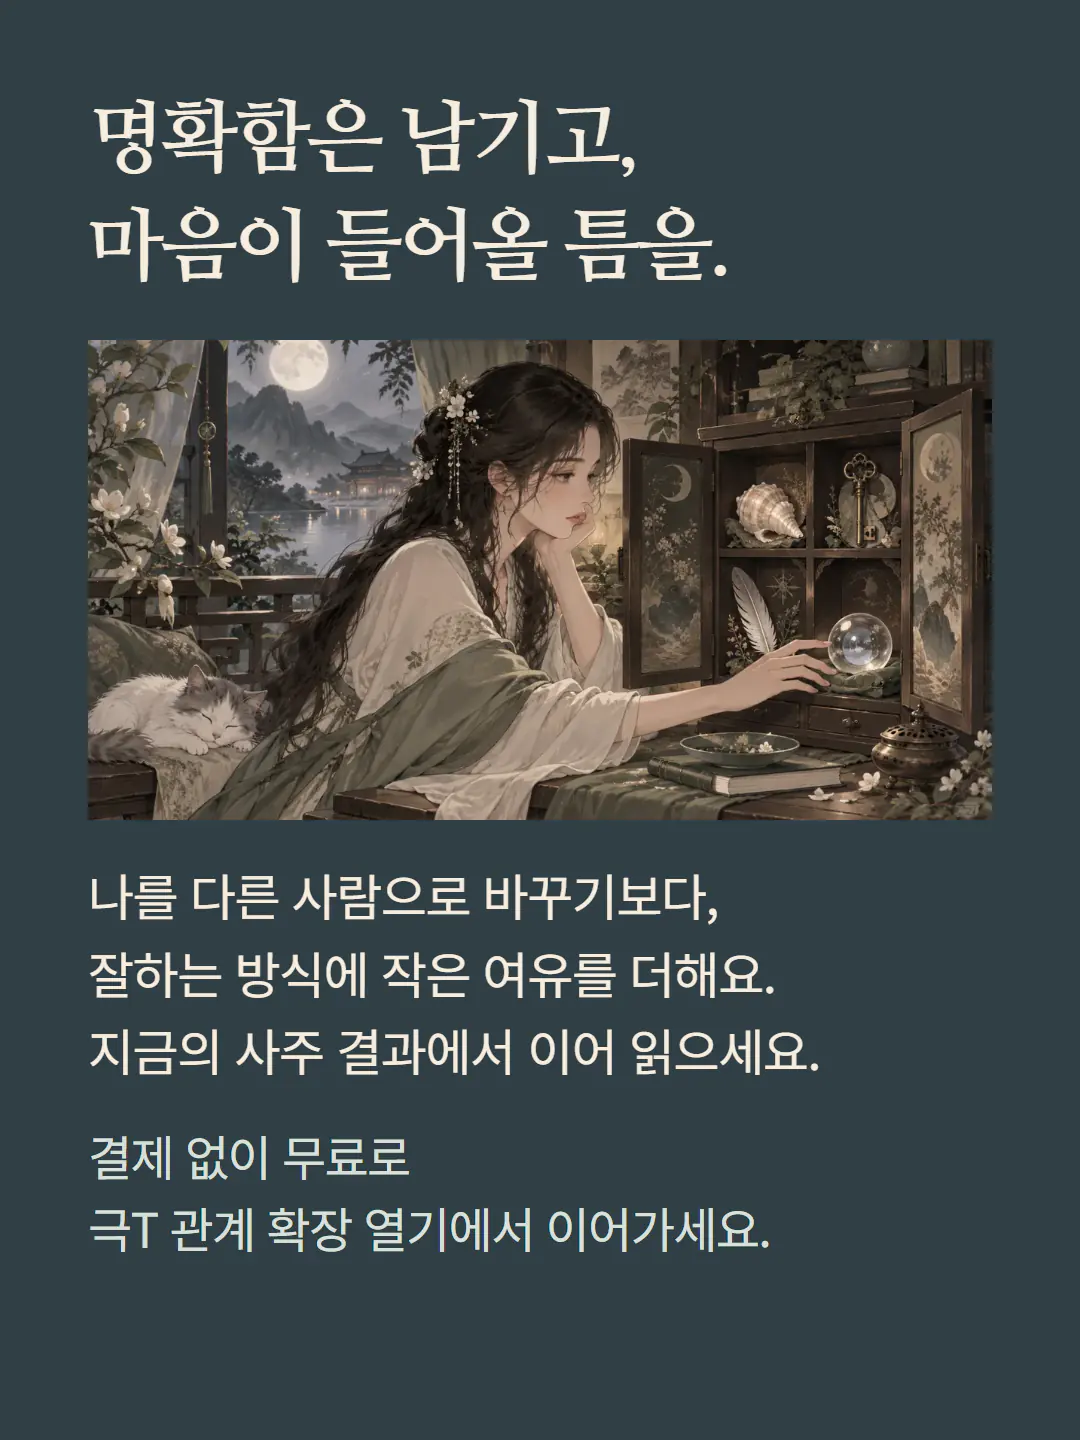 명확함은 남기고,
마음이 들어올 틈을.
나를 다른 사람으로 바꾸기보다,
잘하는 방식에 작은 여유를 더해요.
지금의 사주 결과에서 이어 읽으세요.
결제 없이 무료로
극T 관계 확장 열기에서 이어가세요.